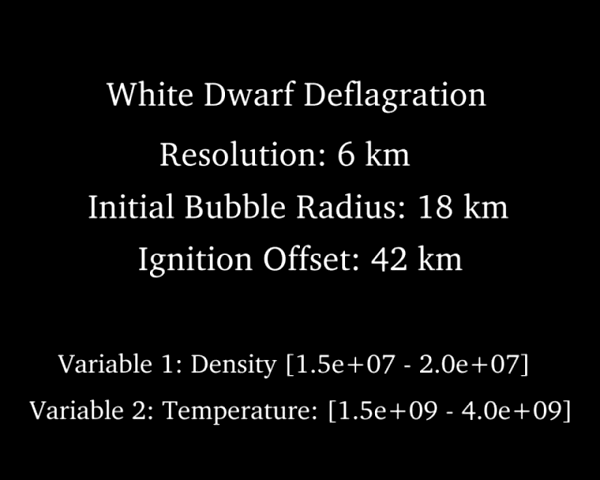 White Dwarf Deflagration
Resolution: 6 km
Initial Bubble Radius: 18 km
Ignition Offset: 42 km
Variable 1: Density [1.5e+07 - 2.0e+07]
Variable 2: Temperature: [1.5e+09 - 4.0e+09]